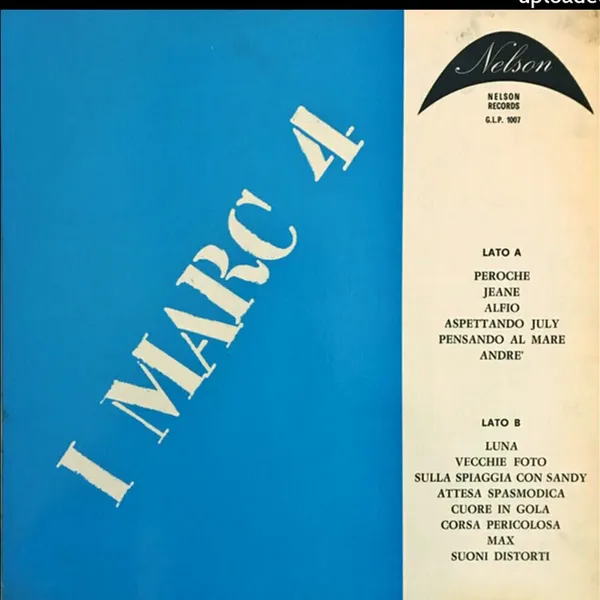 uploaded
I MARC 4
Nelson
NELSON
RECORDS
G.L.P. 1007
LATO A
PEROCHE
JEANE
ALFIO
ASPETTANDO JULY
PENSANDO AL MARE
ANDRE'
LATO B
LUNA
VECCHIE FOTO
SULLA SPIAGGIA CON SANDY
ATTESA SPASMODICA
CUORE IN GOLA
CORSA PERICOLOSA
MAX
SUONI DISTORTI